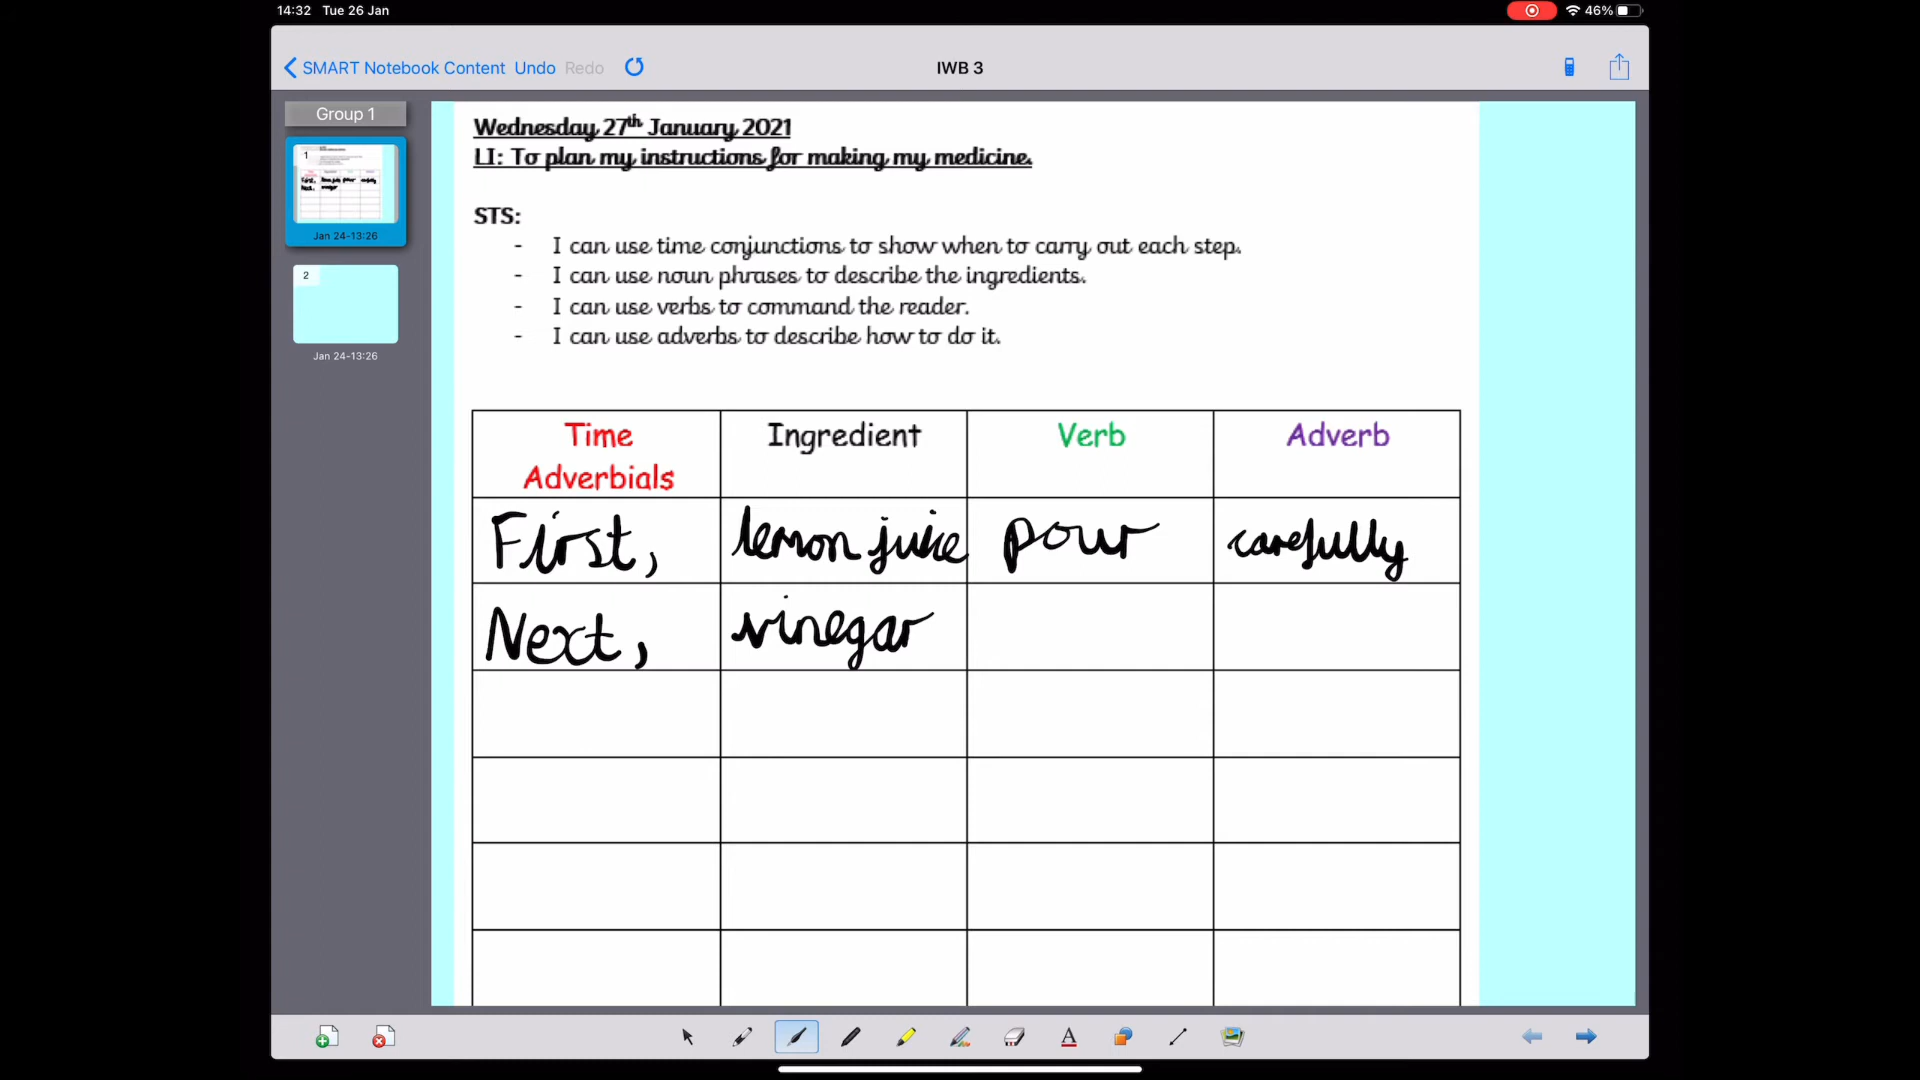 14:32 Tue 26 Jan 46%
SMART Notebook Content Undo Redo IWB 3
Group 1
1
Jan 24-13:26
2
Jan 24-13:26
Wednesday 27th January 2021
LI: To plan my instructions for making my medicine.
STS:
- I can use time conjunctions to show when to carry out each step.
- I can use noun phrases to describe the ingredients.
- I can use verbs to command the reader.
- I can use adverbs to describe how to do it.
Time Adverbials Ingredient Verb Adverb
First, lemon juice pour carefully
Next, vinegar